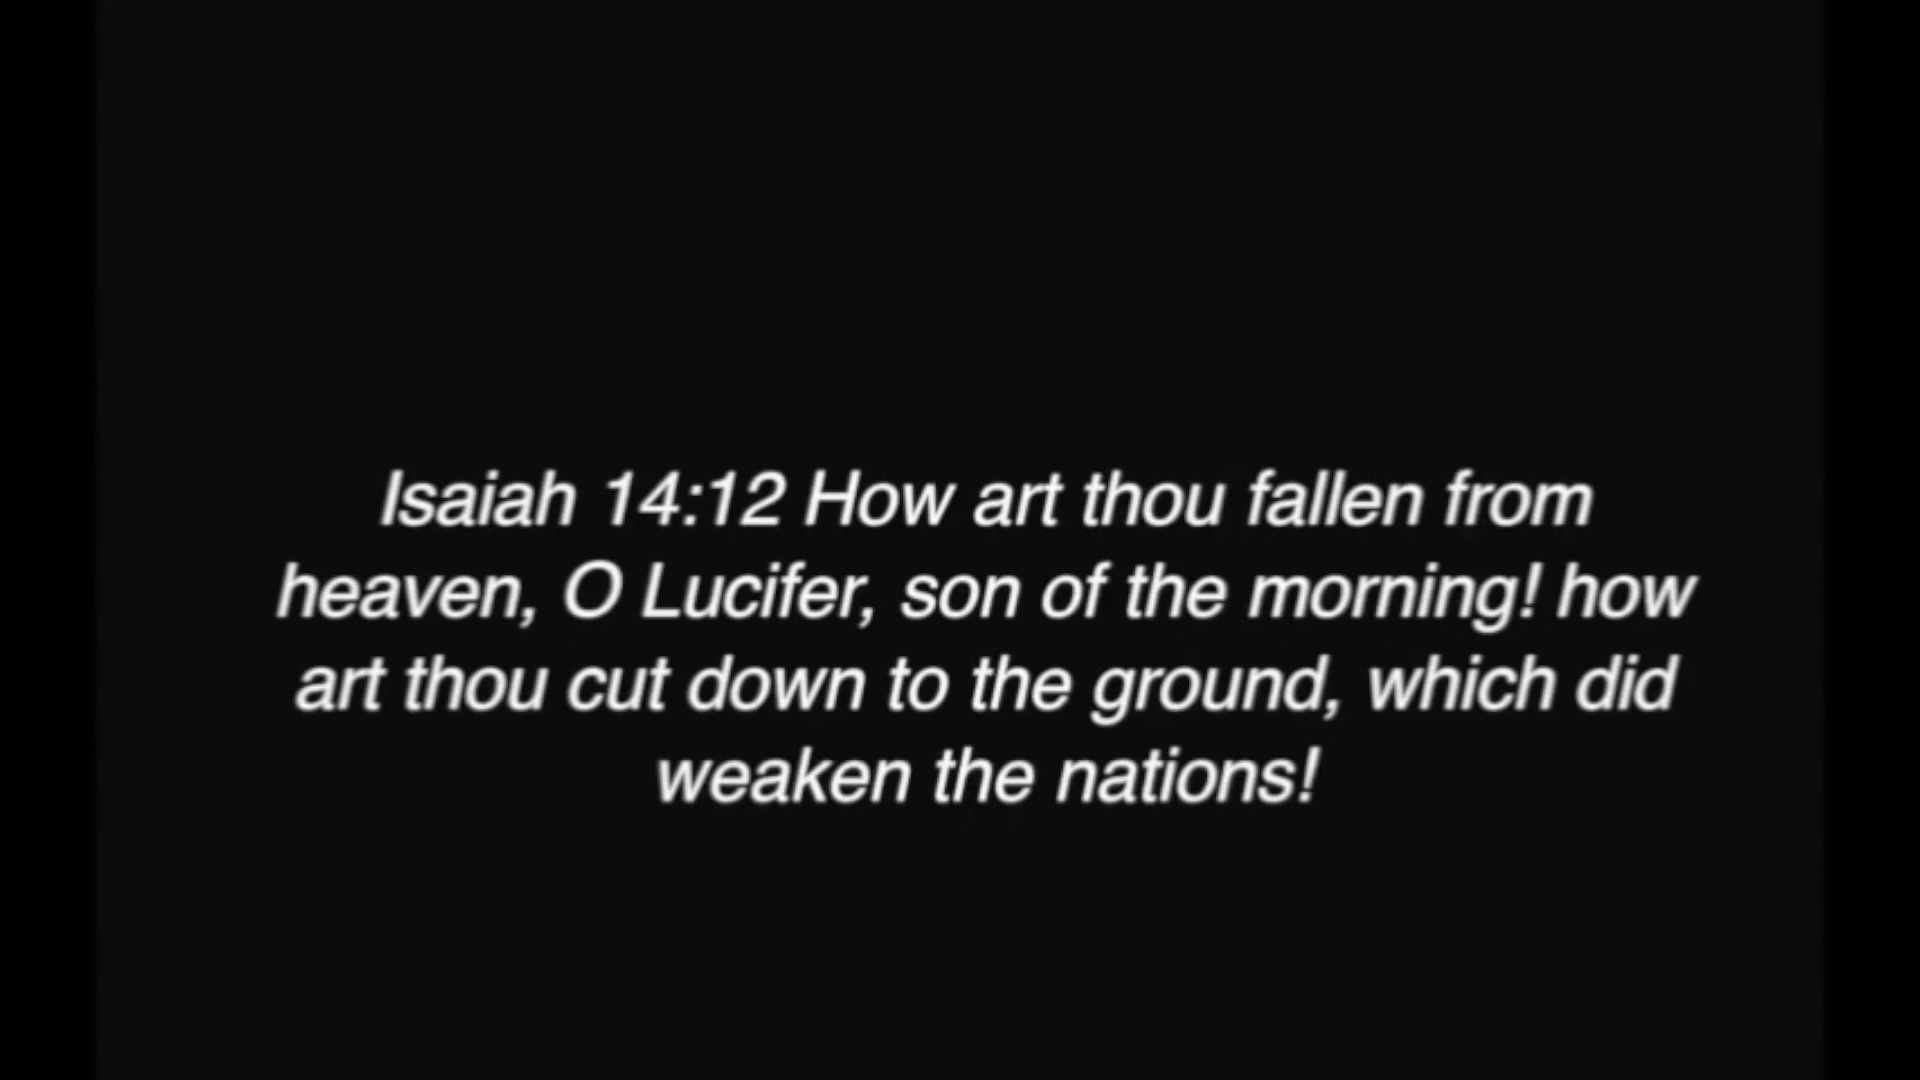 Isaiah 14:12 How art thou fallen from
heaven, O Lucifer, son of the morning! how
art thou cut down to the ground, which did
weaken the nations!